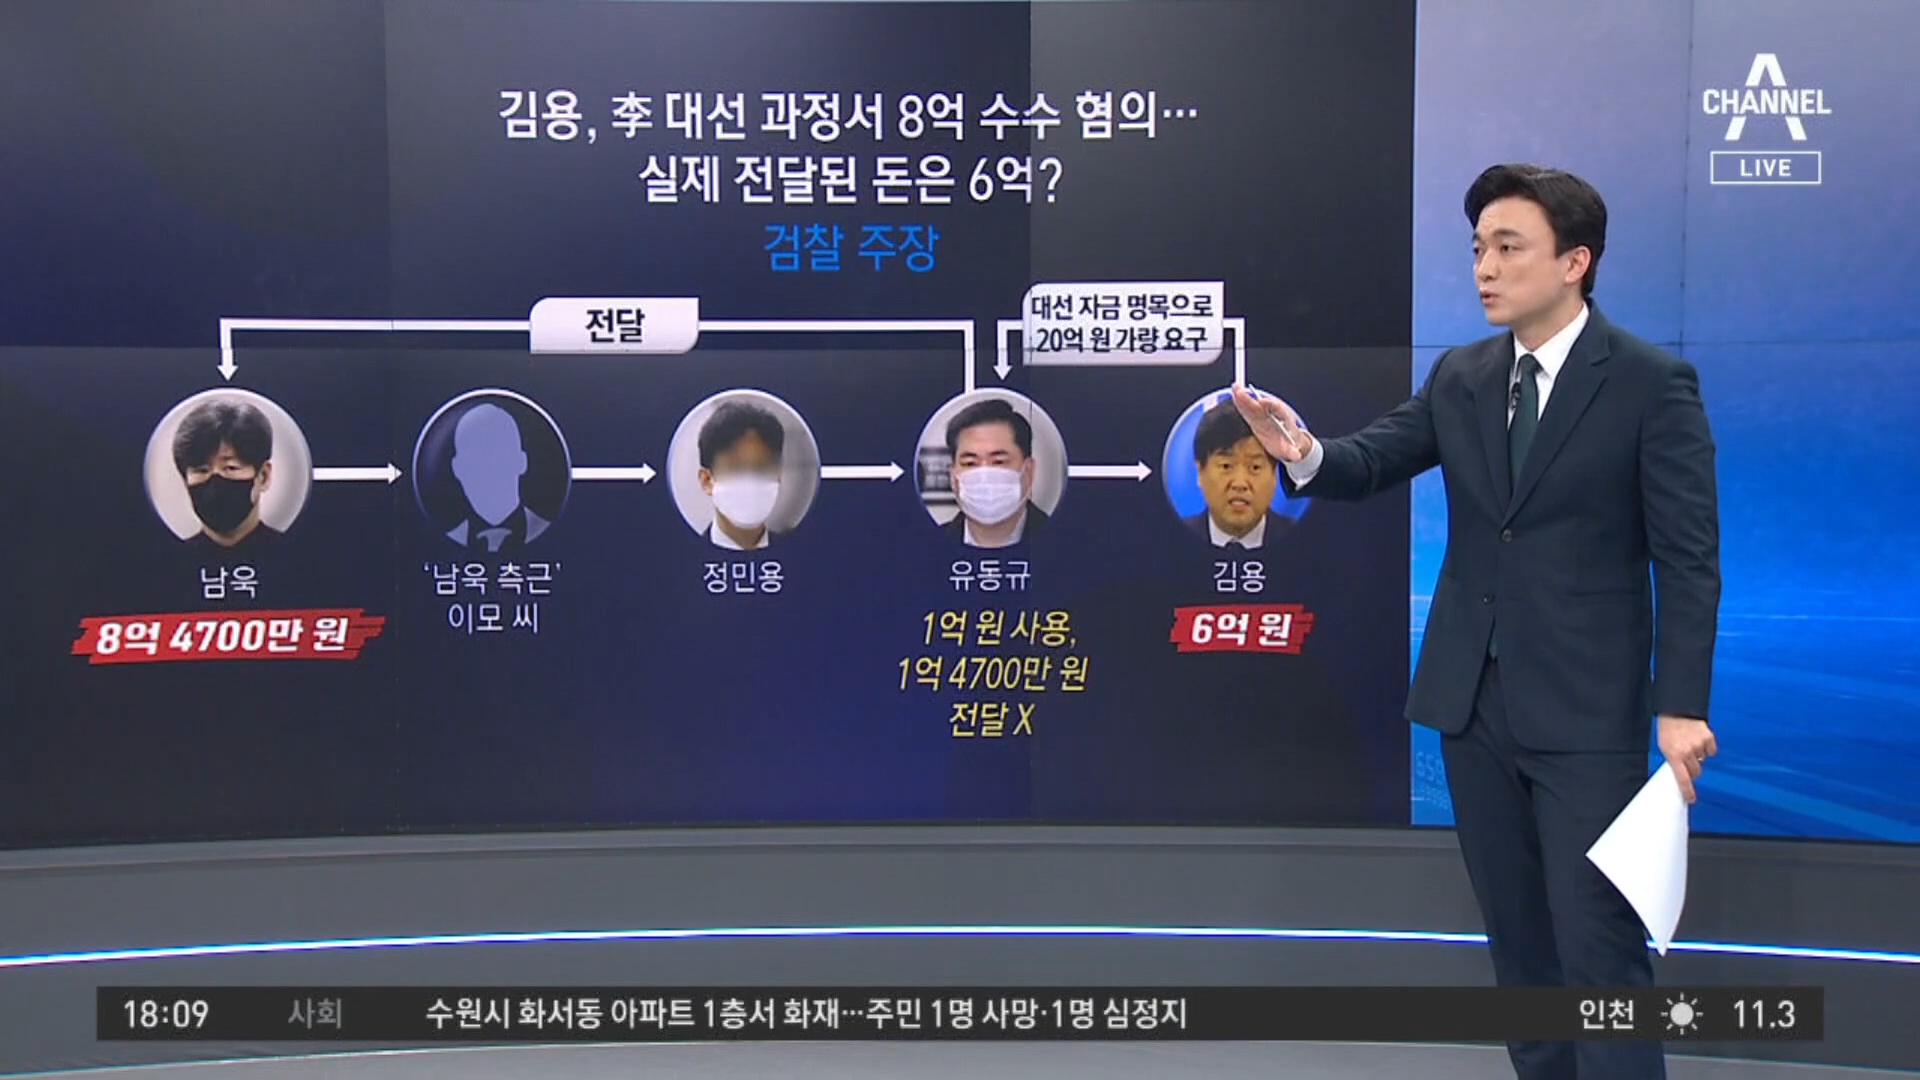 김용, 李 대선 과정서 8억 수수 혐의…
실제 전달된 돈은 6억?
검찰 주장
CHANNEL A
LIVE
전달
대선 자금 명목으로
20억 원 가량 요구
남욱
8억 4700만 원
‘남욱 측근’
이모 씨
정민용
유동규
1억 원 사용,
1억 4700만 원
전달 X
김용
6억 원
18:09 사회 수원시 화서동 아파트 1층서 화재…주민 1명 사망·1명 심정지 인천 11.3